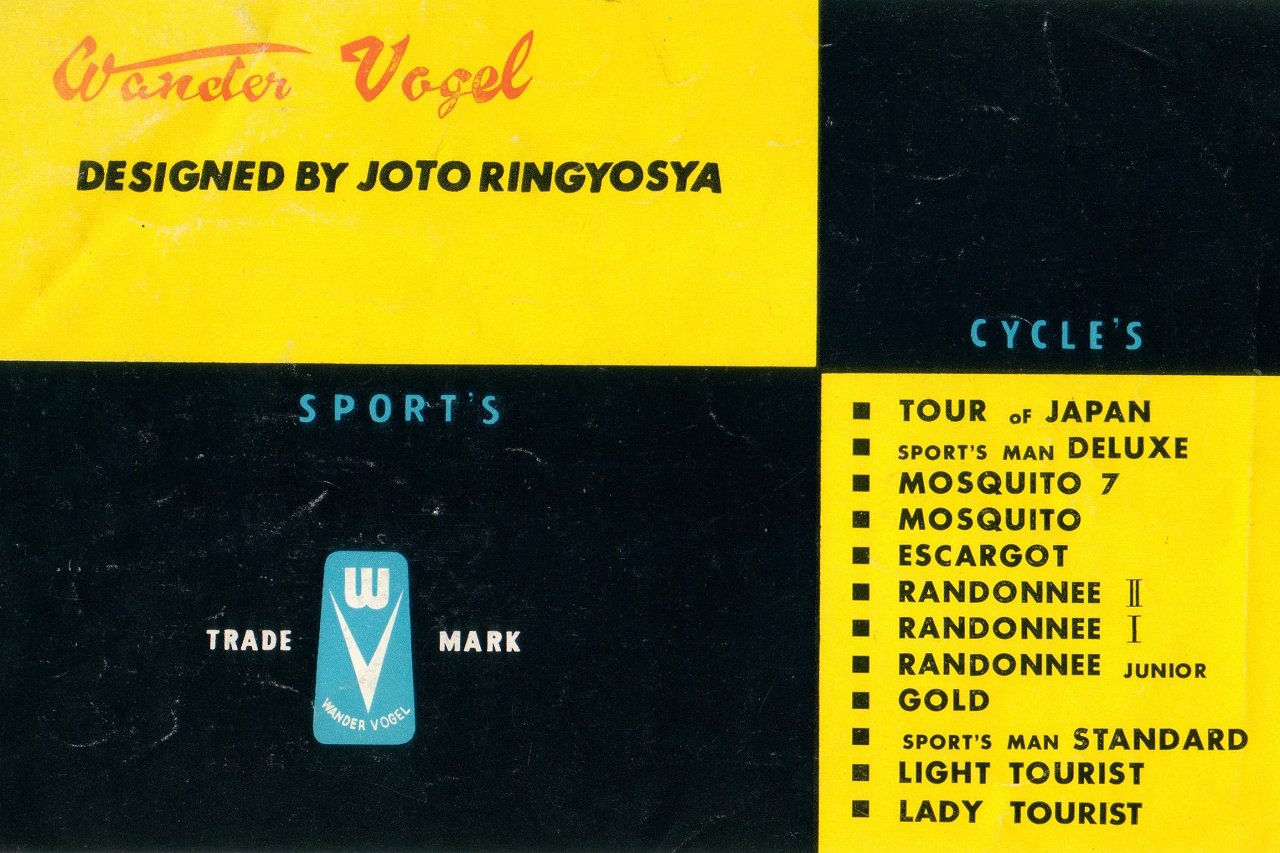 Wander Vogel
DESIGNED BY JOTO RINGYOSYA
CYCLE'S
SPORT'S
TRADE MARK
W
V
WANDER VOGEL
■ TOUR OF JAPAN
■ SPORT'S MAN DELUXE
■ MOSQUITO 7
■ MOSQUITO
■ ESCARGOT
■ RANDONNEE II
■ RANDONNEE I
■ RANDONNEE JUNIOR
■ GOLD
■ SPORT'S MAN STANDARD
■ LIGHT TOURIST
■ LADY TOURIST